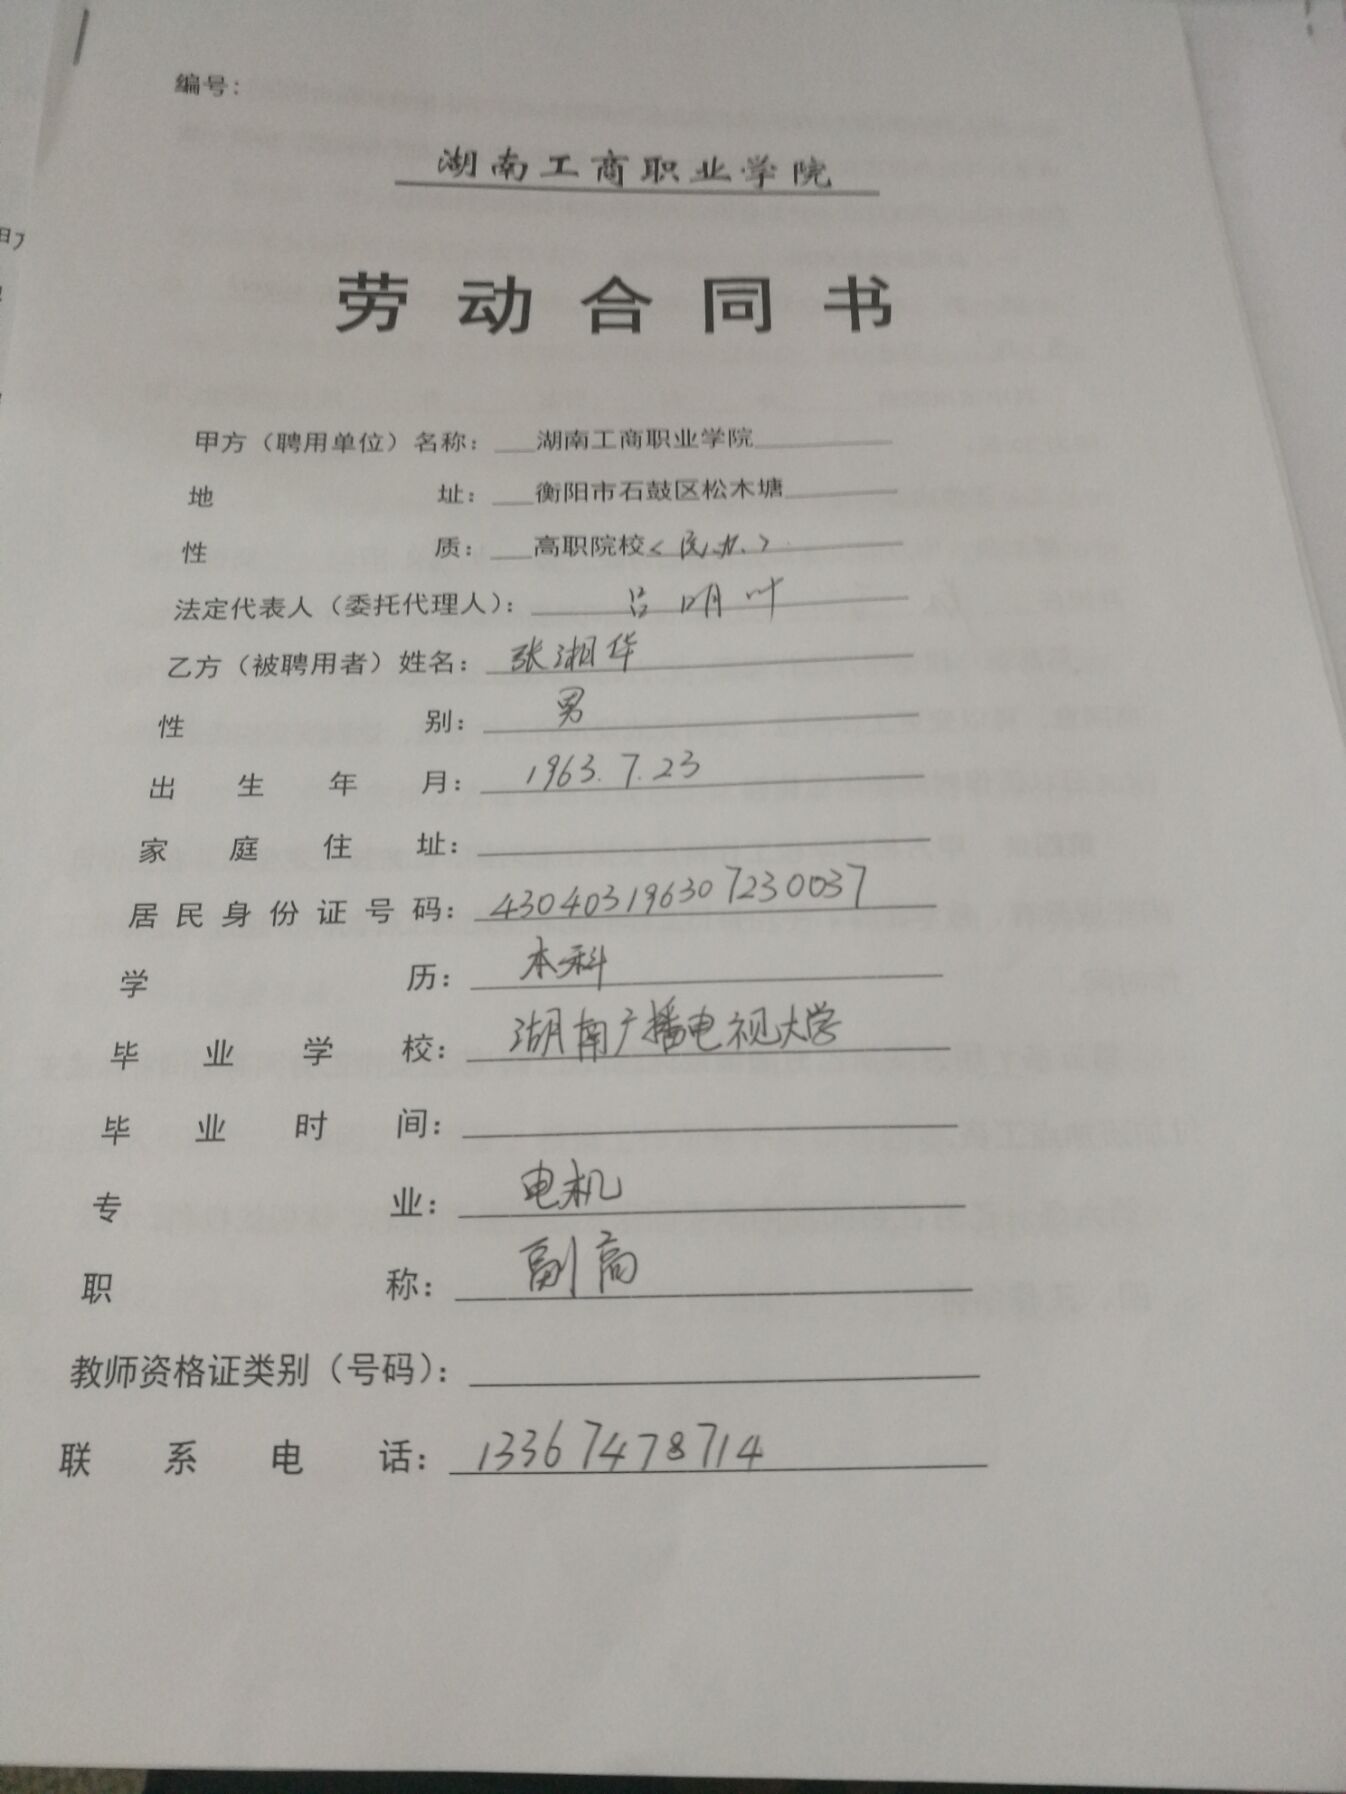 编号：
湖南工商职业学院
劳动合同书
甲方（聘用单位）名称：湖南工商职业学院
地址：衡阳市石鼓区松木塘
性质：高职院校（民办）
法定代表人（委托代理人）：吕明叶
乙方（被聘用者）姓名：张湘华
性别：男
出生年月：1963.7.23
家庭住址：
居民身份证号码：430403196307230037
学历：本科
毕业学校：湖南广播电视大学
毕业时间：
专业：电机
职称：副高
教师资格证类别（号码）：
联系电话：13367478714